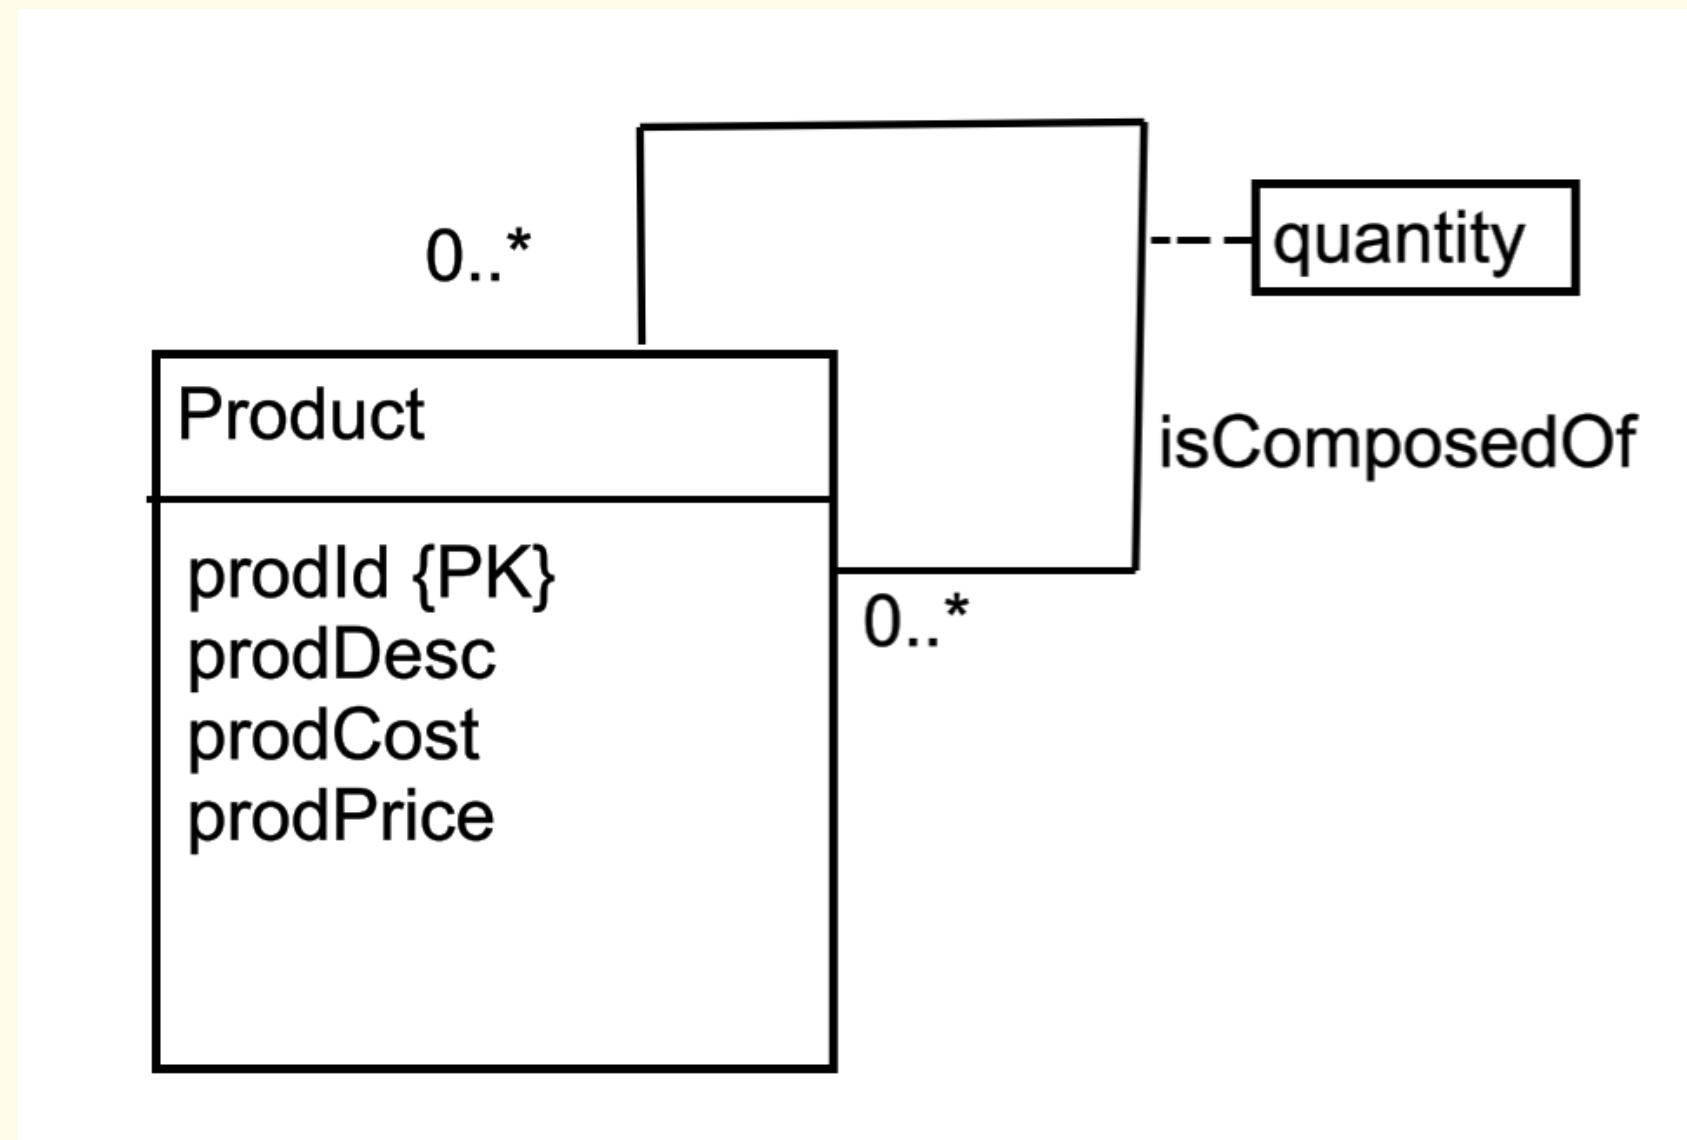 0..*
quantity
Product
isComposedOf
prodId {PK}
0..*
prodDesc
prodCost
prodPrice